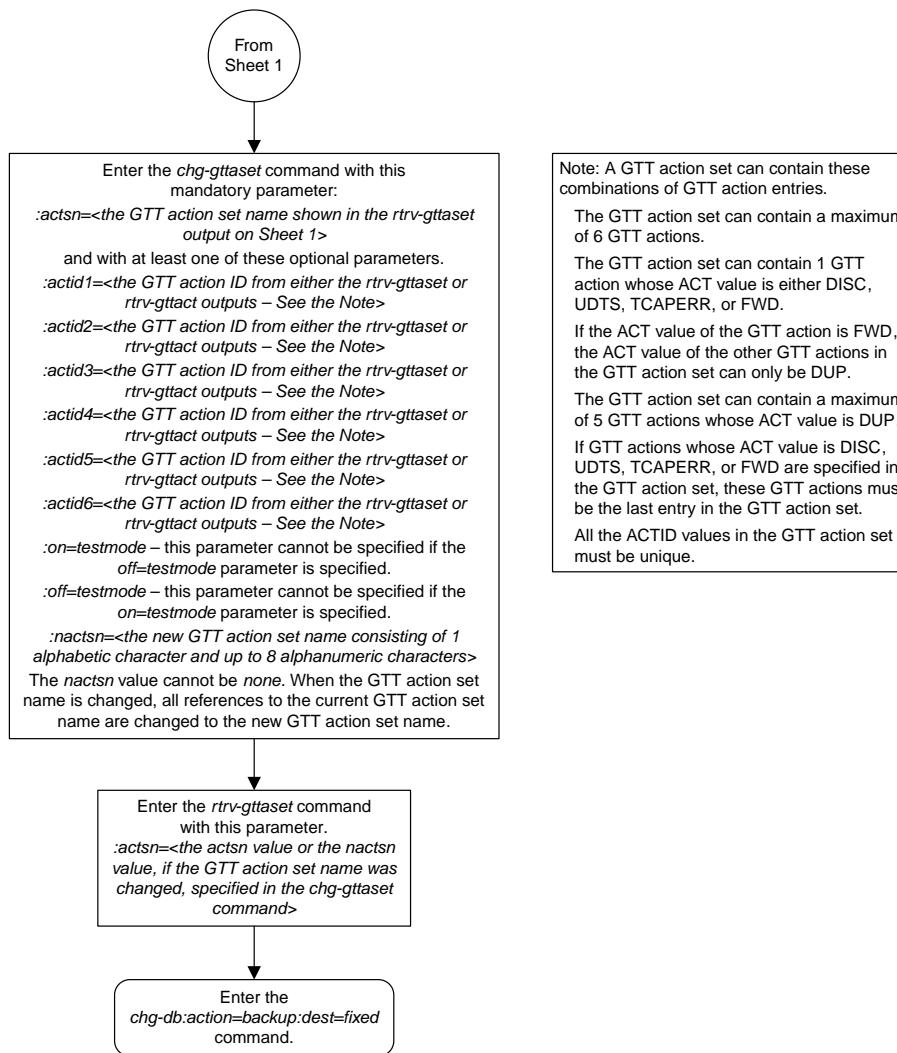 From
Sheet 1
Enter the chg-gttaset command with this
mandatory parameter:
:actsn=<the GTT action set name shown in the rtrv-gttaset
output on Sheet 1>
and with at least one of these optional parameters.
:actid1=<the GTT action ID from either the rtrv-gttaset or
rtrv-gttact outputs – See the Note>
:actid2=<the GTT action ID from either the rtrv-gttaset or
rtrv-gttact outputs – See the Note>
:actid3=<the GTT action ID from either the rtrv-gttaset or
rtrv-gttact outputs – See the Note>
:actid4=<the GTT action ID from either the rtrv-gttaset or
rtrv-gttact outputs – See the Note>
:actid5=<the GTT action ID from either the rtrv-gttaset or
rtrv-gttact outputs – See the Note>
:actid6=<the GTT action ID from either the rtrv-gttaset or
rtrv-gttact outputs – See the Note>
:on=testmode – this parameter cannot be specified if the
off=testmode parameter is specified.
:off=testmode – this parameter cannot be specified if the
on=testmode parameter is specified.
:nactsn=<the new GTT action set name consisting of 1
alphabetic character and up to 8 alphanumeric characters>
The nactsn value cannot be none. When the GTT action set
name is changed, all references to the current GTT action set
name are changed to the new GTT action set name.
Note: A GTT action set can contain these
combinations of GTT action entries.
The GTT action set can contain a maximum
of 6 GTT actions.
The GTT action set can contain 1 GTT
action whose ACT value is either DISC,
UDTS, TCAPERR, or FWD.
If the ACT value of the GTT action is FWD,
the ACT value of the other GTT actions in
the GTT action set can only be DUP.
The GTT action set can contain a maximum
of 5 GTT actions whose ACT value is DUP.
If GTT actions whose ACT value is DISC,
UDTS, TCAPERR, or FWD are specified in
the GTT action set, these GTT actions must
be the last entry in the GTT action set.
All the ACTID values in the GTT action set
must be unique.
Enter the rtrv-gttaset command
with this parameter.
:actsn=<the actsn value or the nactsn
value, if the GTT action set name was
changed, specified in the chg-gttaset
command>
Enter the
chg-db:action=backup:dest=fixed
command.